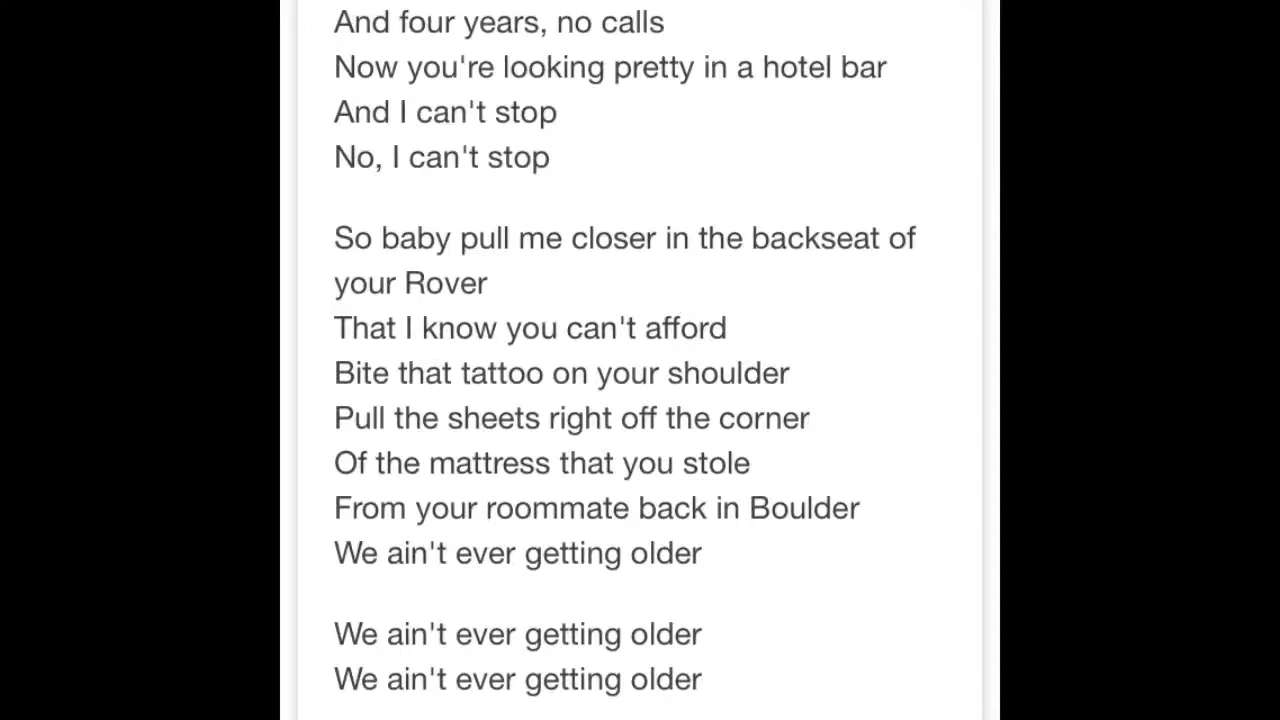 And four years, no calls
Now you're looking pretty in a hotel bar
And I can't stop
No, I can't stop
So baby pull me closer in the backseat of
your Rover
That I know you can't afford
Bite that tattoo on your shoulder
Pull the sheets right off the corner
Of the mattress that you stole
From your roommate back in Boulder
We ain't ever getting older
We ain't ever getting older
We ain't ever getting older